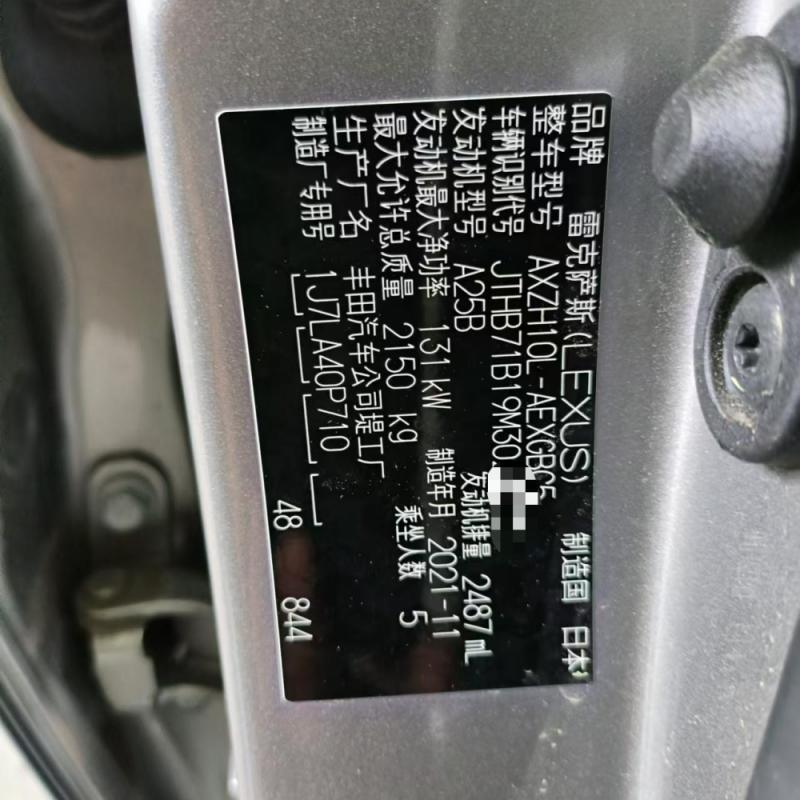 品牌 雷克萨斯(LEXUS) 制造国 日本
整车型号 AXZH10L-AEXGB
车辆识别代号 JTHB71B19M30
发动机型号 A25B 发动机排量 2487 mL
发动机最大净功率 131 kW 制造年月 2021-11
最大允许总质量 2150 kg 乘坐人数 5
生产厂名 丰田汽车公司堤工厂
制造厂专用号 1J7LA40P710 48 844